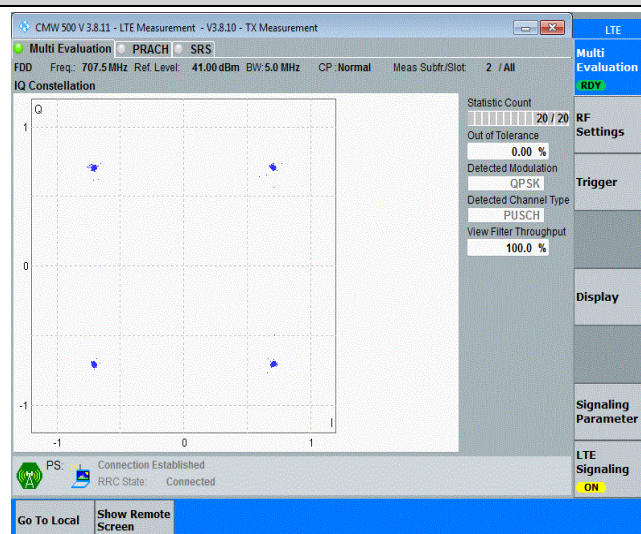 CMW 500 V 3.8.11 - LTE Measurement - V3.8.10 - TX Measurement
LTE
Multi Evaluation PRACH SRS
Multi
Evaluation
RDY
FDD Freq.: 707.5 MHz Ref. Level: 41.00 dBm BW: 5.0 MHz CP : Normal Meas Subfr./Slot: 2 / All
IQ Constellation
Q
1
0
-1
-1
0
1
I
Statistic Count
20 / 20
Out of Tolerance
0.00 %
Detected Modulation
QPSK
Detected Channel Type
PUSCH
View Filter Throughput
100.0 %
RF
Settings
Trigger
Display
Signaling
Parameter
LTE
Signaling
ON
PS: Connection Established
RRC State: Connected
Go To Local
Show Remote
Screen